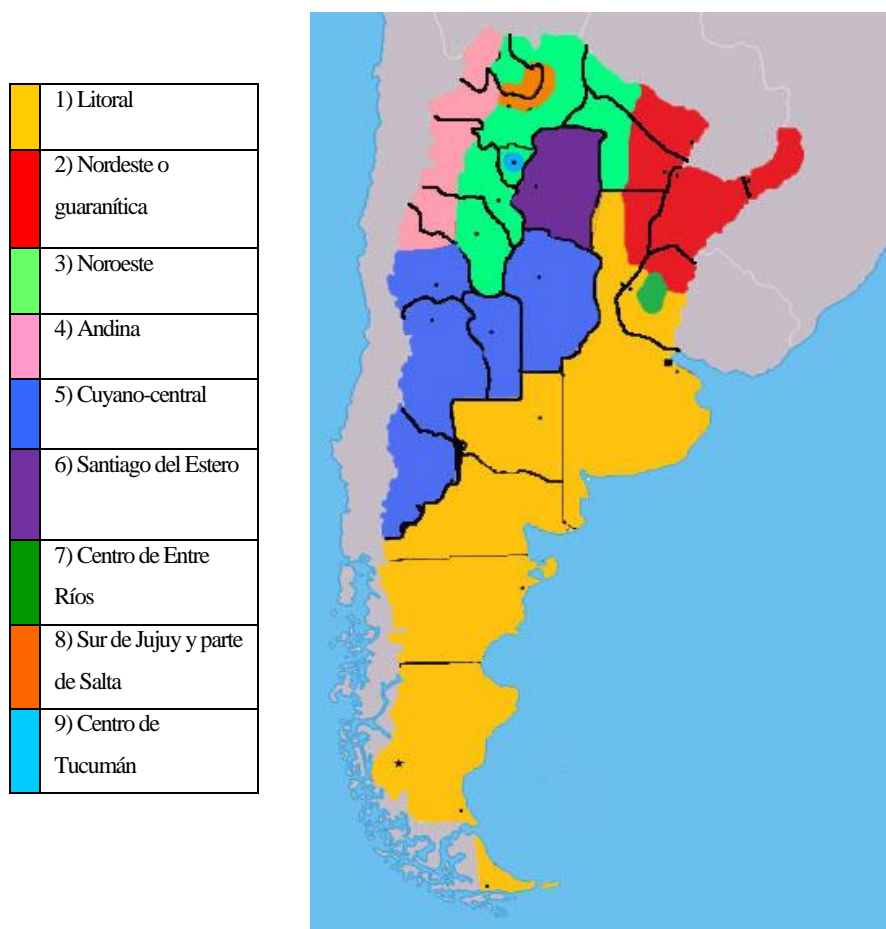 1) Litoral
2) Nordeste o
guaranítica
3) Noroeste
4) Andina
5) Cuyano-central
6) Santiago del Estero
7) Centro de Entre
Ríos
8) Sur de Jujuy y parte
de Salta
9) Centro de
Tucumán